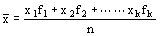 x̄ = (x₁f₁ + x₂f₂ + ⋯⋯ xₖfₖ) / n